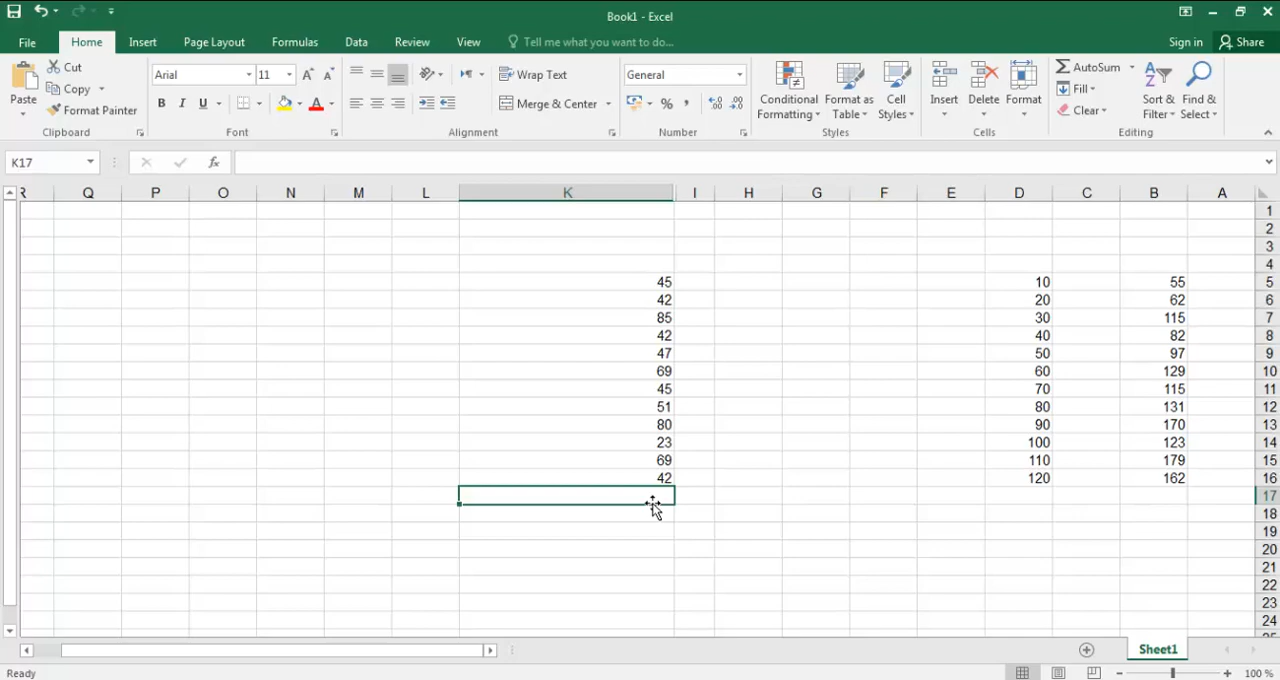 Book1 - Excel
File Home Insert Page Layout Formulas Data Review View Tell me what you want to do... Sign in Share
Paste Cut Copy Format Painter Clipboard
Arial 11 A A B I U A Font
Wrap Text Merge & Center Alignment
General % , Number
Conditional Formatting Format as Table Cell Styles Styles
Insert Delete Format Cells
AutoSum Fill Clear Sort & Filter Find & Select Editing
K17 fx
R Q P O N M L K I H G F E D C B A
1
2
3
4
45 10 55 5
42 20 62 6
85 30 115 7
42 40 82 8
47 50 97 9
69 60 129 10
45 70 115 11
51 80 131 12
80 90 170 13
23 100 123 14
69 110 179 15
42 120 162 16
17
18
19
20
21
22
23
24
25
Sheet1
Ready 100 %